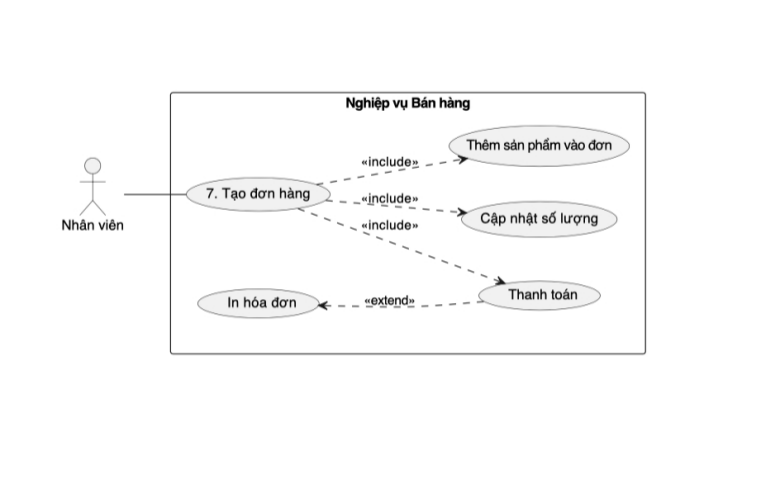 Nghiệp vụ Bán hàng
Thêm sản phẩm vào đơn
«include»
7. Tạo đơn hàng
«include»
Cập nhật số lượng
«include»
Nhân viên
In hóa đơn
«extend»
Thanh toán